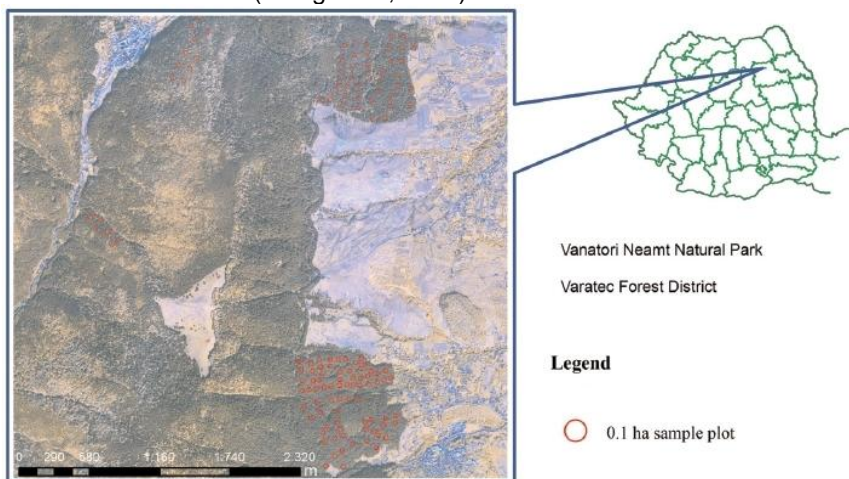 0 290 580 1.160 1.740 2.320
m
Vanatori Neamt Natural Park
Varatec Forest District
Legend
0.1 ha sample plot